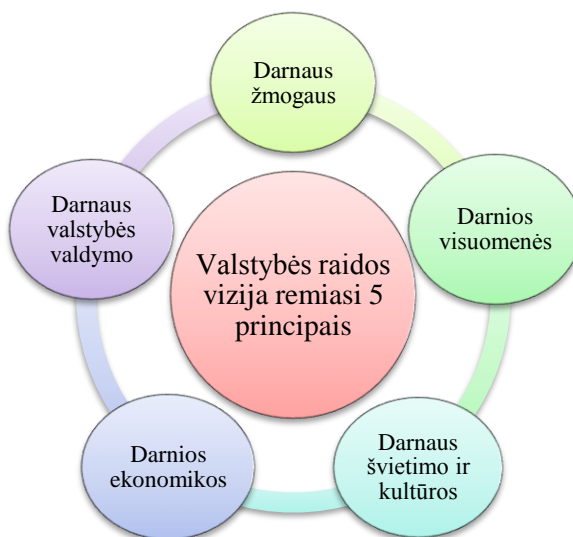 Darnaus
žmogaus
Darnios
visuomenės
Darnaus
švietimo ir
kultūros
Darnios
ekonomikos
Darnaus
valstybės
valdymo
Valstybės raidos
vizija remiasi 5
principais